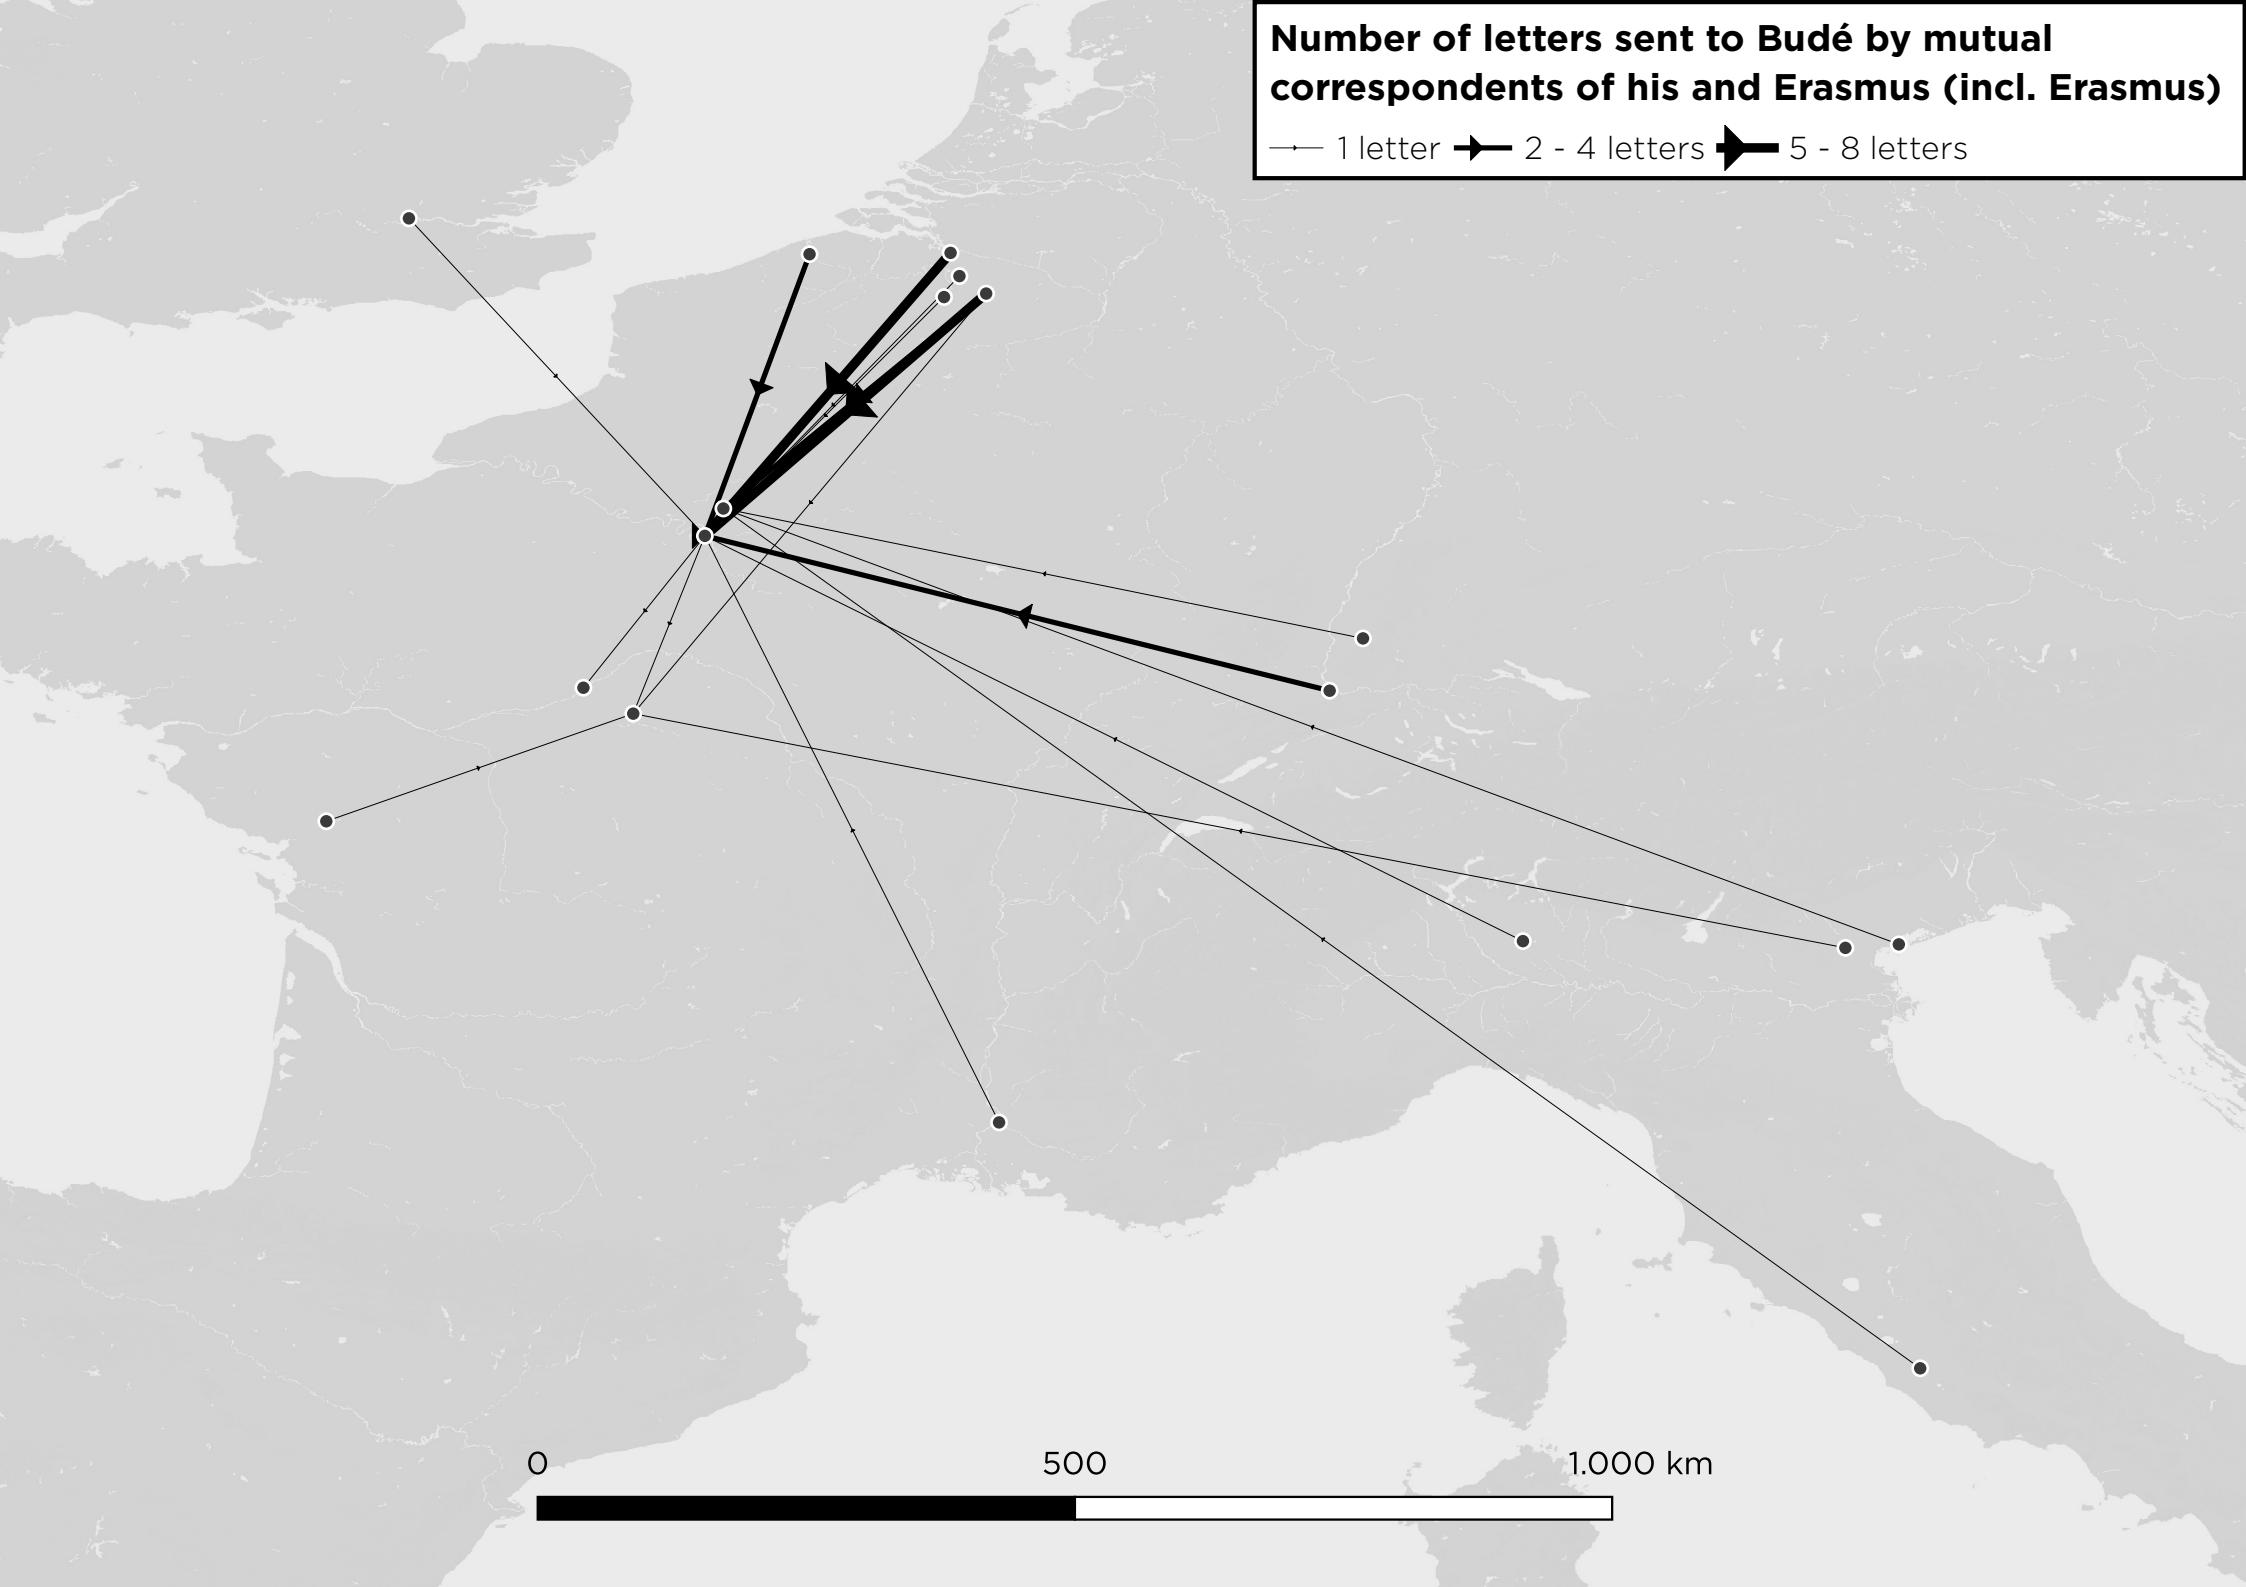 Number of letters sent to Budé by mutual
correspondents of his and Erasmus (incl. Erasmus)
1 letter 2 - 4 letters 5 - 8 letters
0 500 1.000 km